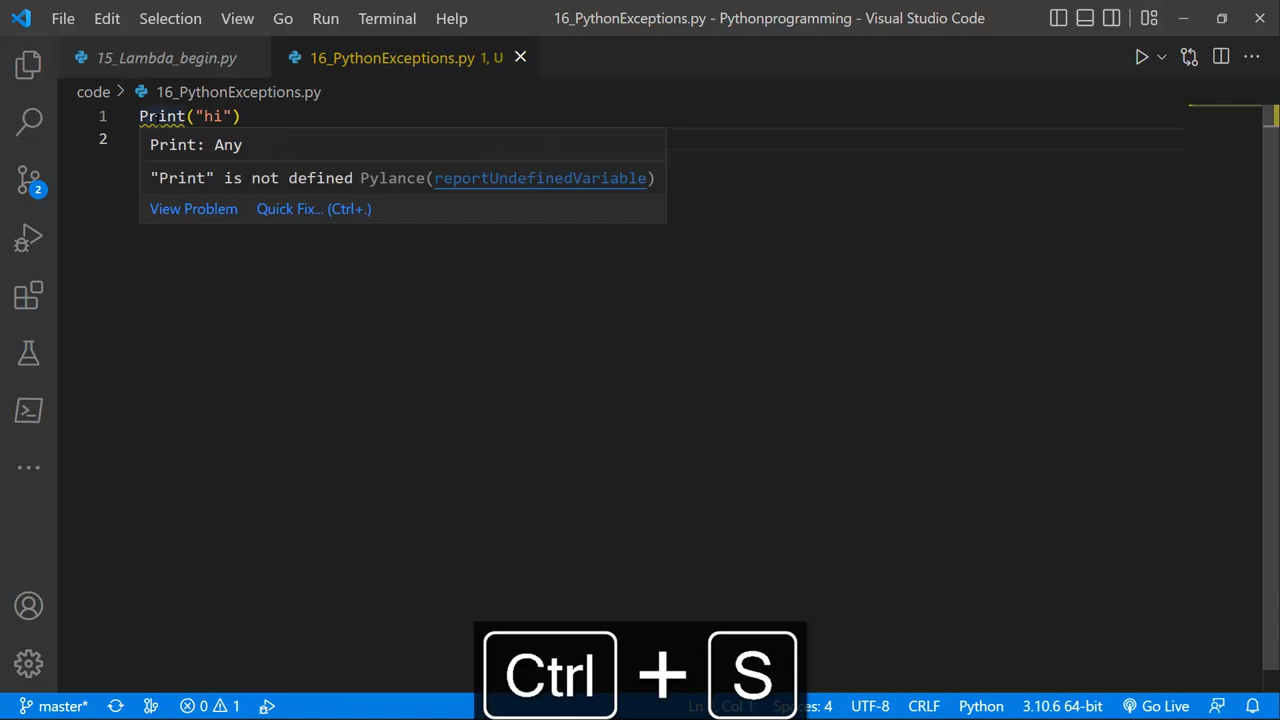 File Edit Selection View Go Run Terminal Help 16_PythonExceptions.py - Pythonprogramming - Visual Studio Code
15_Lambda_begin.py 16_PythonExceptions.py 1, U
code > 16_PythonExceptions.py
1 Print("hi")
2
Print: Any
"Print" is not defined Pylance(reportUndefinedVariable)
View Problem Quick Fix... (Ctrl+.)
2
Ctrl + S
master* 0 1 Spaces: 4 UTF-8 CRLF Python 3.10.6 64-bit Go Live